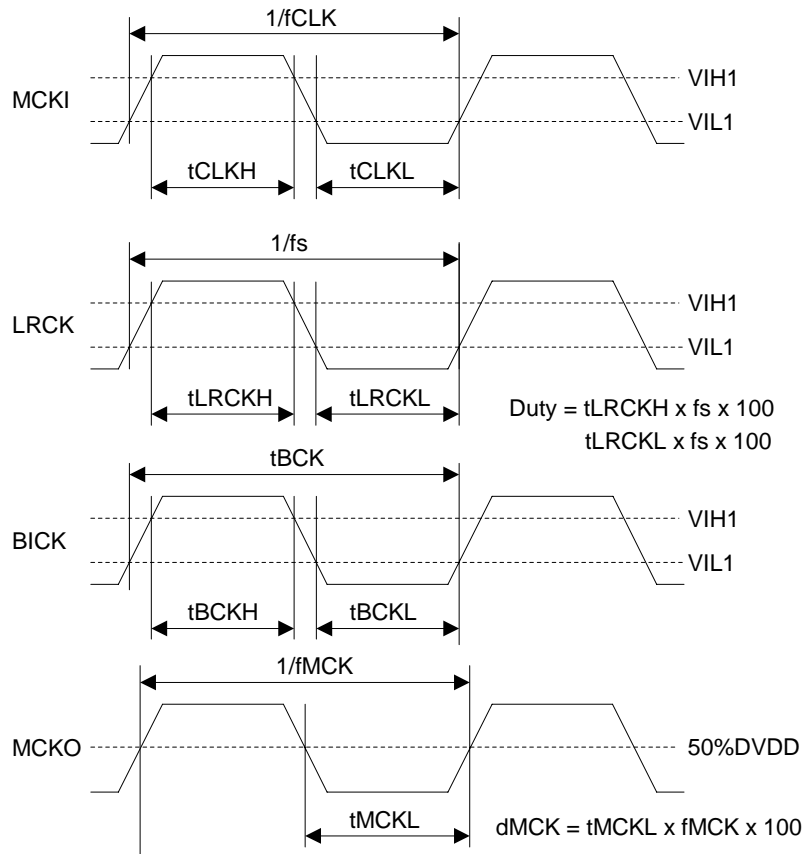 1/fCLK
VIH1
MCKI
VIL1
tCLKH
tCLKL
1/fs
VIH1
LRCK
VIL1
tLRCKH
tLRCKL
Duty = tLRCKH x fs x 100
tLRCKL x fs x 100
tBCK
VIH1
BICK
VIL1
tBCKH
tBCKL
1/fMCK
MCKO
50%DVDD
tMCKL
dMCK = tMCKL x fMCK x 100